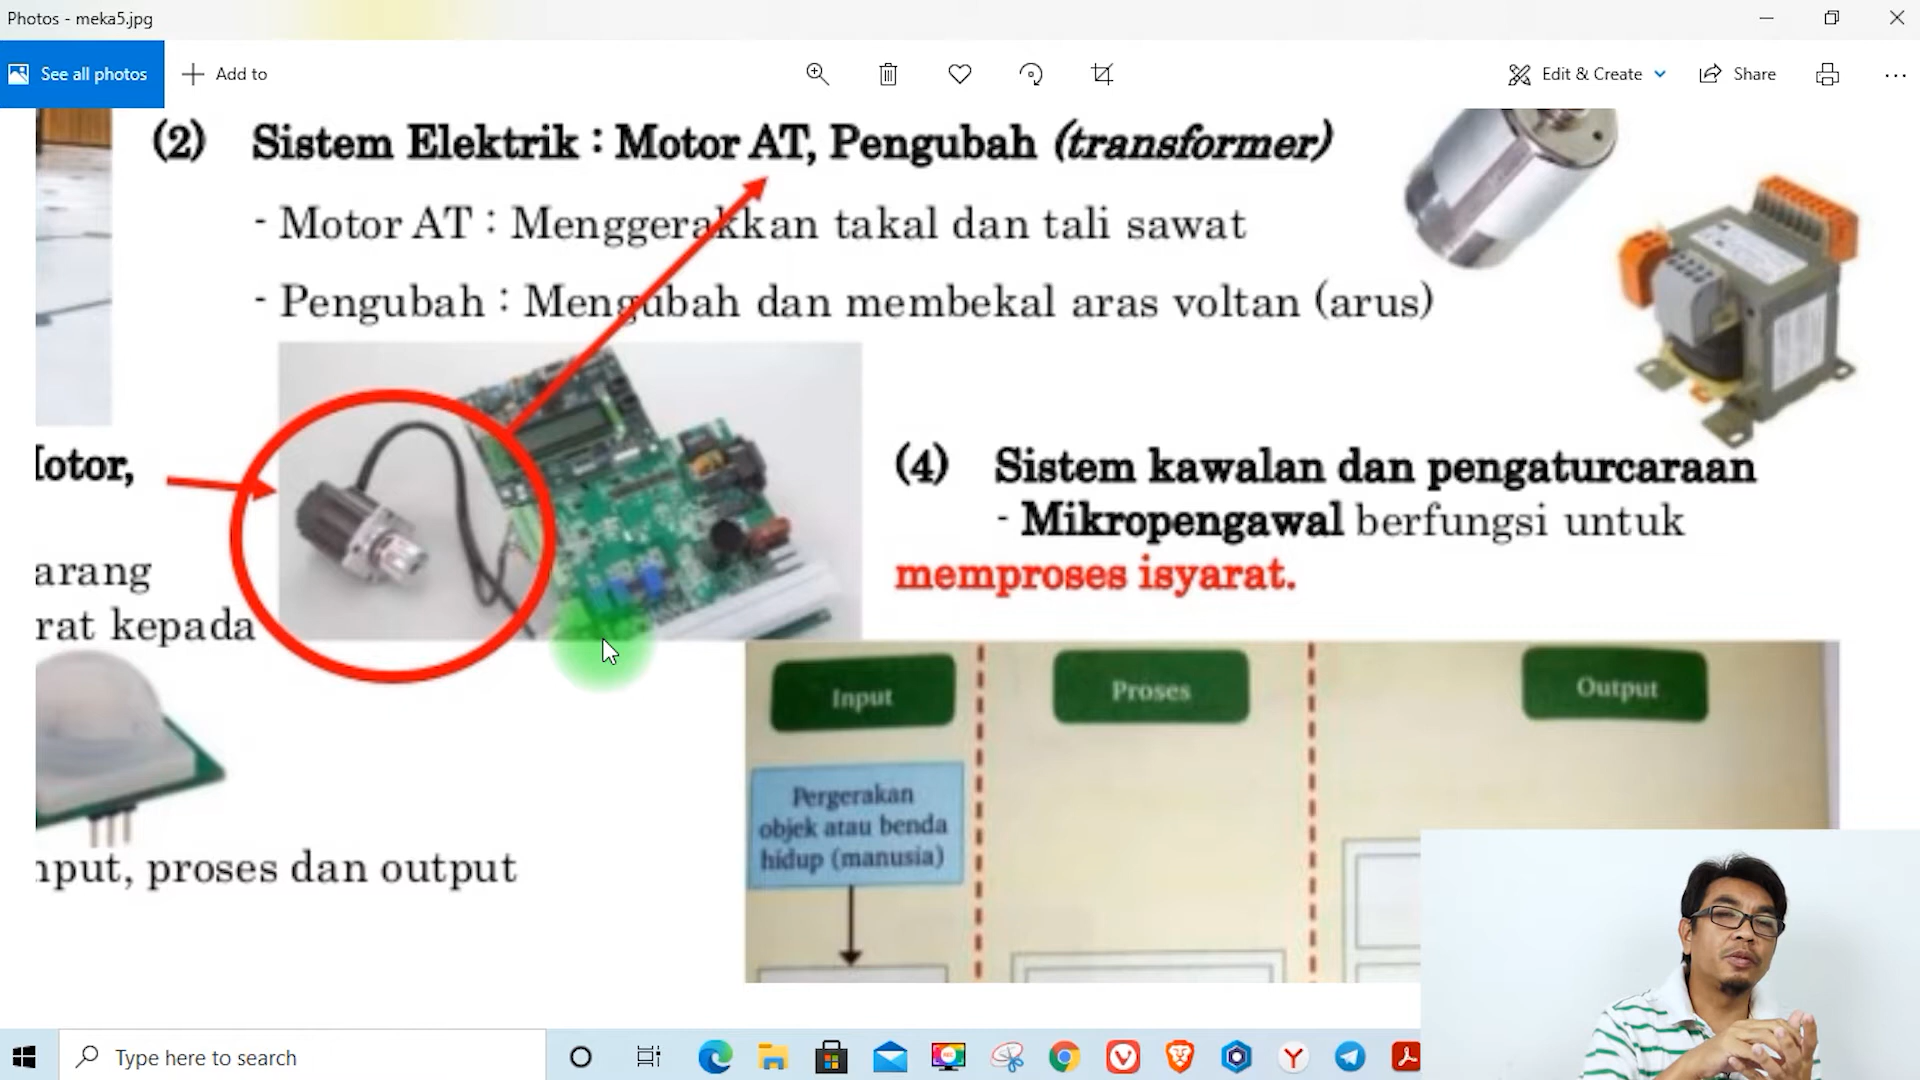 Photos - meka5.jpg
See all photos
Add to
Edit & Create
Share
(2) Sistem Elektrik : Motor AT, Pengubah (transformer)
- Motor AT : Menggerakkan takal dan tali sawat
- Pengubah : Mengubah dan membekal aras voltan (arus)
otor,
arang
rat kepada
nput, proses dan output
(4) Sistem kawalan dan pengaturcaraan
- Mikropengawal berfungsi untuk
memproses isyarat.
Input
Proses
Output
Pergerakan
objek atau benda
hidup (manusia)
Type here to search